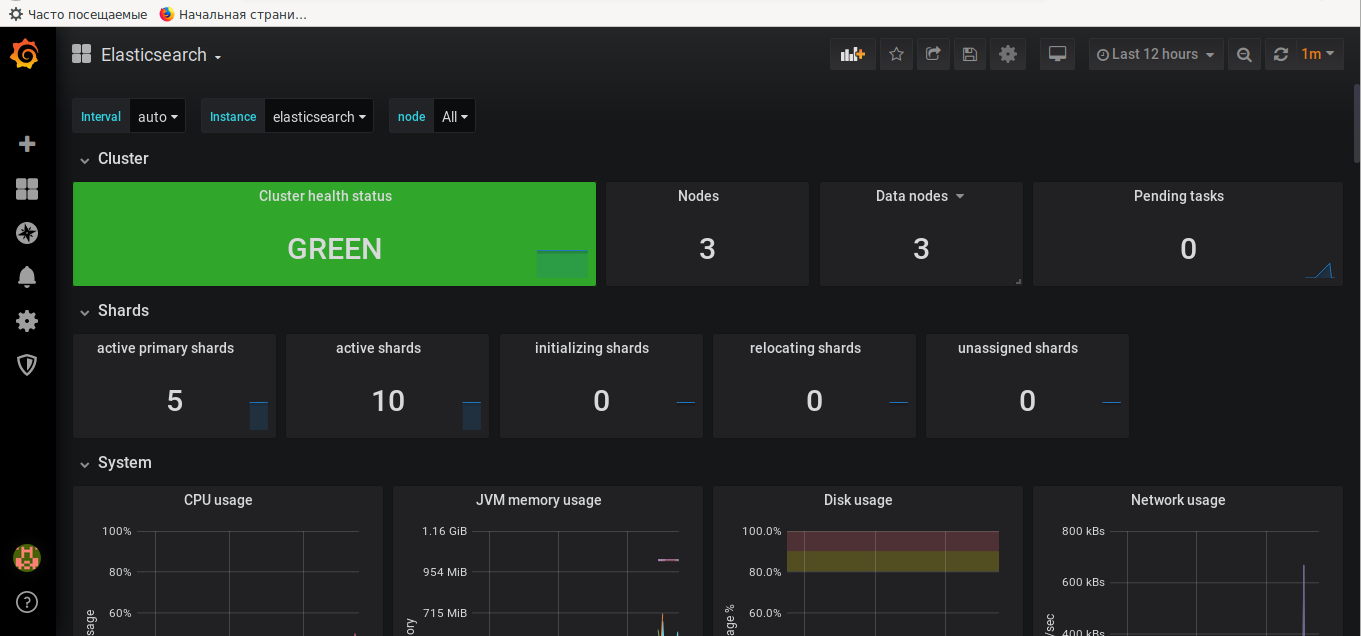 Часто посещаемые Начальная страни…
Elasticsearch Last 12 hours 1m
Interval auto Instance elasticsearch node All
Cluster
Cluster health status Nodes Data nodes Pending tasks
GREEN 3 3 0
Shards
active primary shards active shards initializing shards relocating shards unassigned shards
5 10 0 0 0
System
CPU usage JVM memory usage Disk usage Network usage
100% 1.16 GiB 100.0% 800 kBs
80% 954 MiB 80.0% 600 kBs
60% 715 MiB 60.0% 400 kBs
?